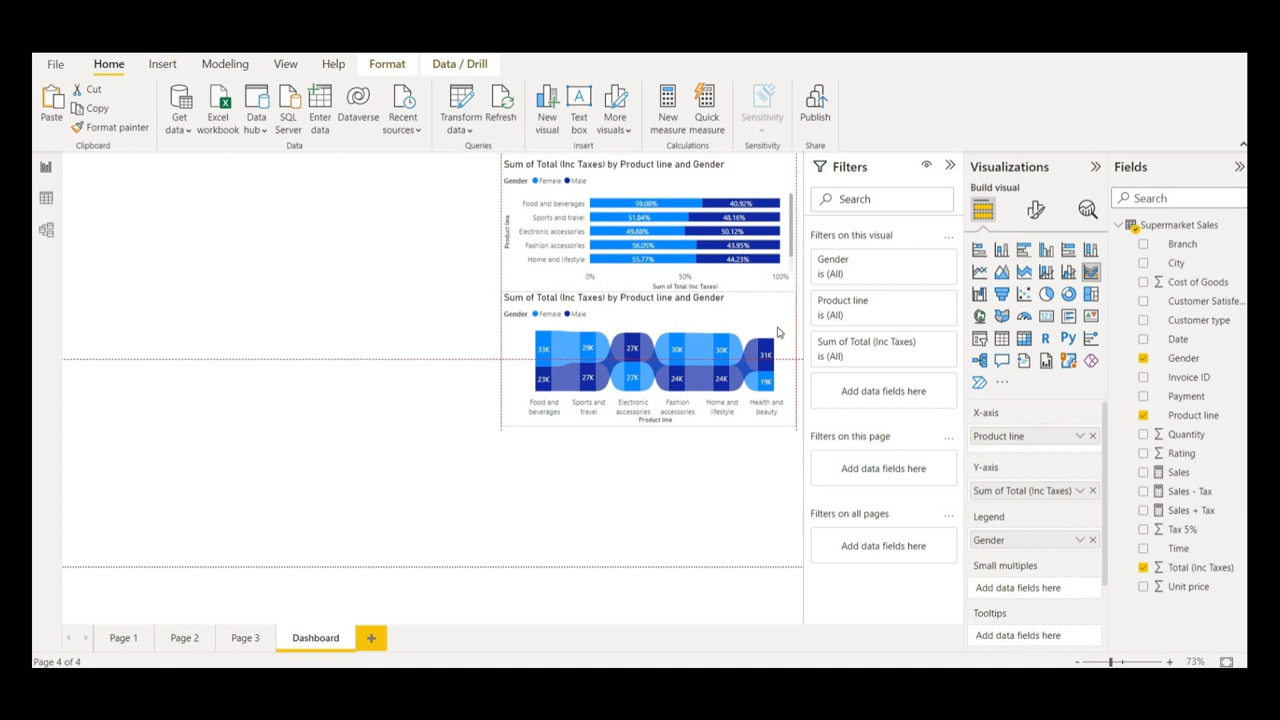 File Home Insert Modeling View Help Format Data / Drill
Paste
Cut
Copy
Format painter
Clipboard
Get data
Excel workbook
Data hub
SQL Server
Enter data
Dataverse
Recent sources
Data
Transform data
Refresh
Queries
New visual
Text box
More visuals
Insert
New measure
Quick measure
Calculations
Sensitivity
Sensitivity
Publish
Share
Sum of Total (Inc Taxes) by Product line and Gender
Gender Female Male
Product line
Food and beverages 59.08% 40.92%
Sports and travel 51.84% 48.16%
Electronic accessories 49.88% 50.12%
Fashion accessories 56.05% 43.95%
Home and lifestyle 55.77% 44.23%
0% 50% 100%
Sum of Total (Inc Taxes)
Sum of Total (Inc Taxes) by Product line and Gender
Gender Female Male
33K 29K 27K 30K 30K 31K
23K 27K 27K 24K 24K 19K
Food and beverages
Sports and travel
Electronic accessories
Fashion accessories
Home and lifestyle
Health and beauty
Product line
Filters
Search
Filters on this visual
Gender
is (All)
Product line
is (All)
Sum of Total (Inc Taxes)
is (All)
Add data fields here
Filters on this page
Add data fields here
Filters on all pages
Add data fields here
Visualizations
Build visual
R Py
X-axis
Product line
Y-axis
Sum of Total (Inc Taxes)
Legend
Gender
Small multiples
Add data fields here
Tooltips
Add data fields here
Fields
Search
Supermarket Sales
Branch
City
Cost of Goods
Customer Satisfe...
Customer type
Date
Gender
Invoice ID
Payment
Product line
Quantity
Rating
Sales
Sales - Tax
Sales + Tax
Tax 5%
Time
Total (Inc Taxes)
Unit price
Page 1 Page 2 Page 3 Dashboard
Page 4 of 4
73%